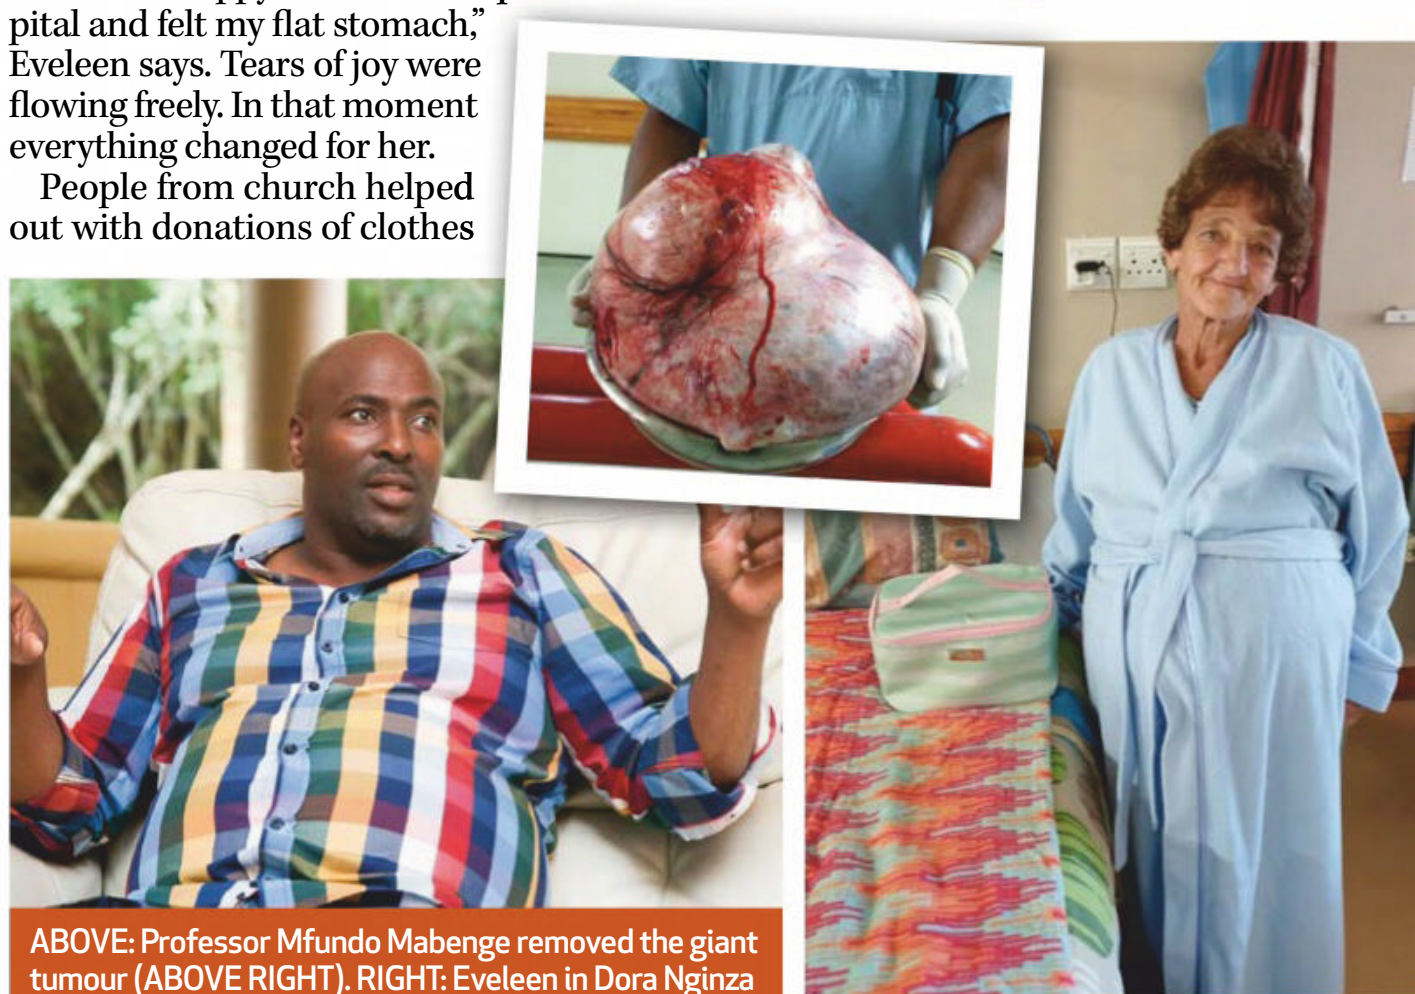 pital and felt my flat stomach,”
Eveleen says. Tears of joy were
flowing freely. In that moment
everything changed for her.
People from church helped
out with donations of clothes
ABOVE: Professor Mfundo Mabenge removed the giant
tumour (ABOVE RIGHT). RIGHT: Eveleen in Dora Nginza